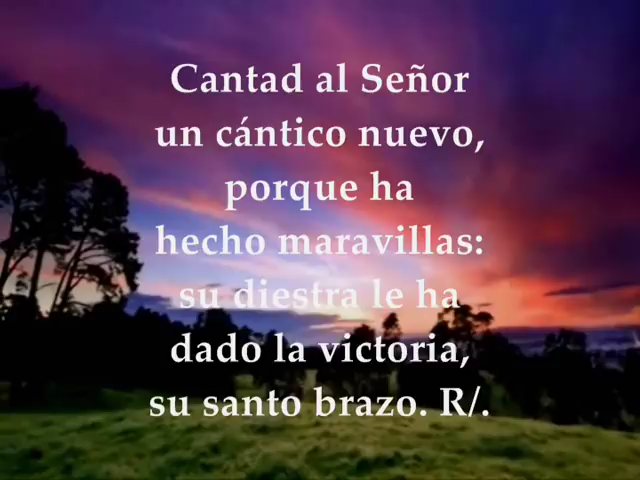 Cantad al Señor
un cántico nuevo,
porque ha
hecho maravillas:
su diestra le ha
dado la victoria,
su santo brazo. R/.